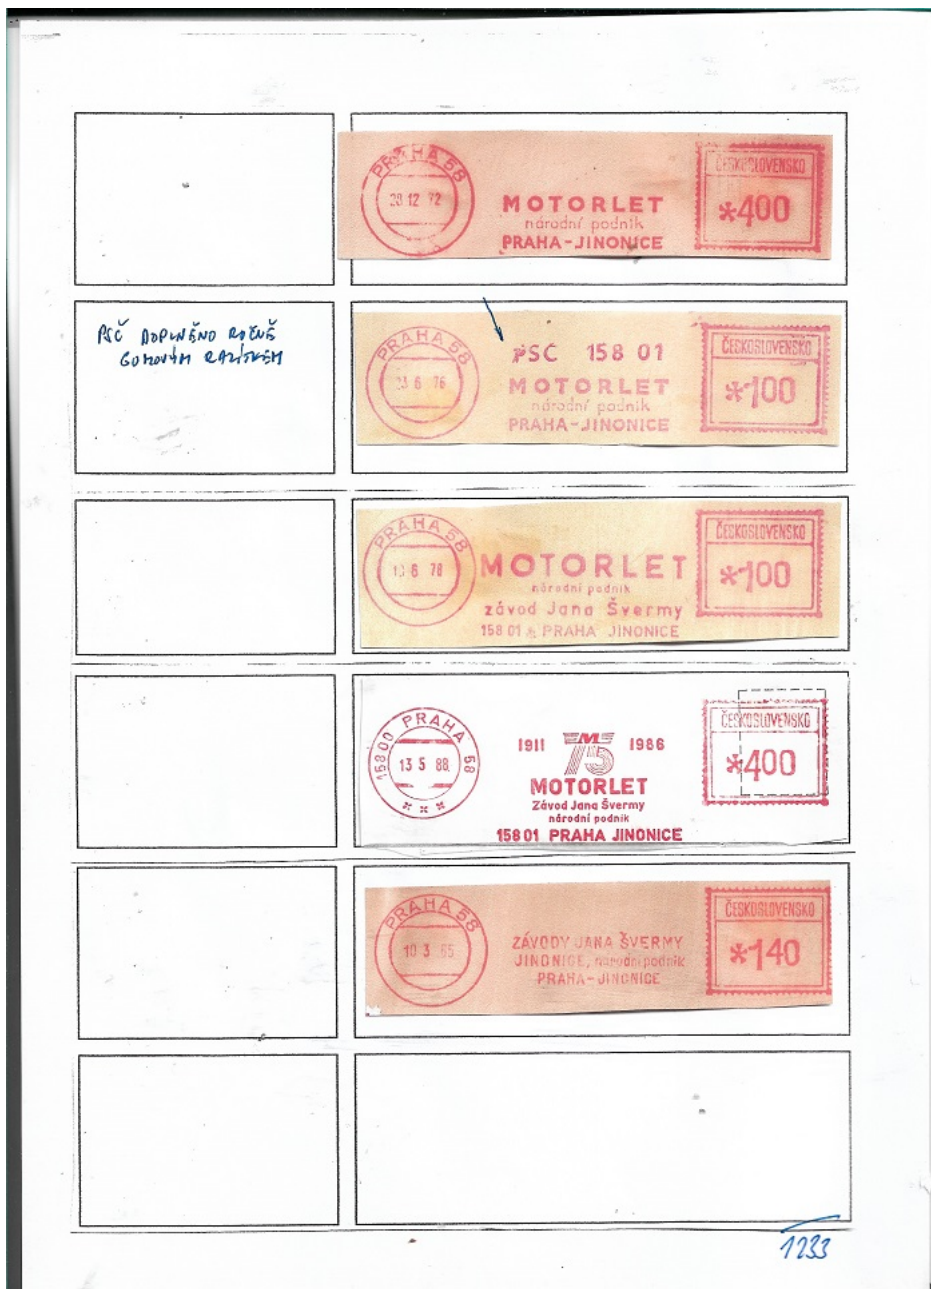 PRAHA 58
28 12 72
MOTORLET
národní podnik
PRAHA-JINONICE
ČESKOSLOVENSKO
*400
PSČ DOPLNĚNO RUČNĚ
GUMOVÝM RAZÍTKEM
PRAHA 58
23 6 76
PSČ 158 01
MOTORLET
národní podnik
PRAHA-JINONICE
ČESKOSLOVENSKO
*100
PRAHA 58
6 78
MOTORLET
národní podnik
závod Jana Švermy
158 01 PRAHA JINONICE
ČESKOSLOVENSKO
*100
15800 PRAHA 58
13 5 88
1911 M 75 1986
MOTORLET
Závod Jana Švermy
národní podnik
158 01 PRAHA JINONICE
ČESKOSLOVENSKO
*400
PRAHA 58
10 3 65
ZÁVODY JANA ŠVERMY
JINONICE, národní podnik
PRAHA-JINONICE
ČESKOSLOVENSKO
*140
1233